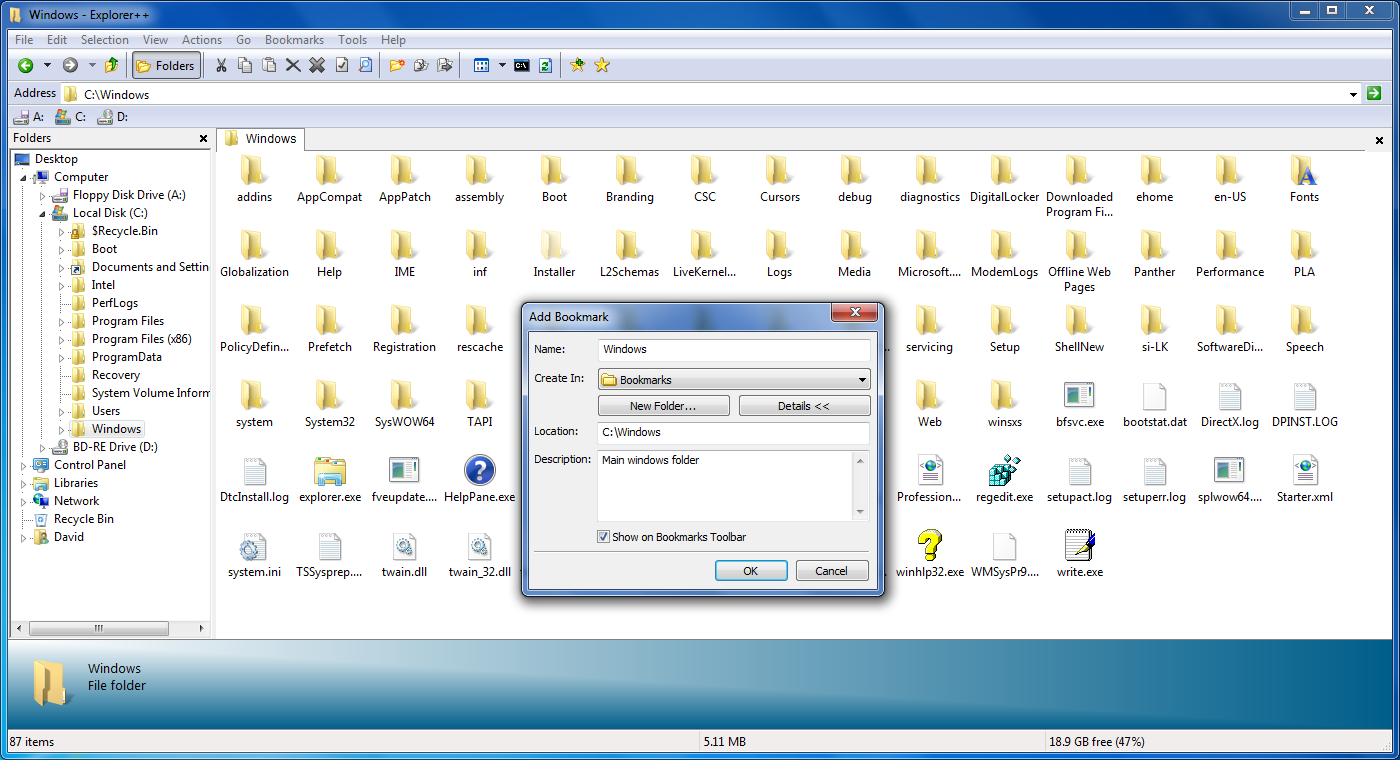 Windows - Explorer++
File Edit Selection View Actions Go Bookmarks Tools Help
Folders
Address C:\Windows
A: C: D:
Folders
Windows
Desktop
Computer
Floppy Disk Drive (A:)
Local Disk (C:)
$Recycle.Bin
Boot
Documents and Settin
Intel
PerfLogs
Program Files
Program Files (x86)
ProgramData
Recovery
System Volume Inform
Users
Windows
BD-RE Drive (D:)
Control Panel
Libraries
Network
Recycle Bin
David
addins AppCompat AppPatch assembly Boot Branding CSC Cursors debug diagnostics DigitalLocker Downloaded Program Fi... ehome en-US Fonts
Globalization Help IME inf Installer L2Schemas LiveKernel... Logs Media Microsoft.... ModemLogs Offline Web Pages Panther Performance PLA
PolicyDefin... Prefetch Registration rescache servicing Setup ShellNew si-LK SoftwareDi... Speech
system System32 SysWOW64 TAPI Web winsxs bfsvc.exe bootstat.dat DirectX.log DPINST.LOG
DtcInstall.log explorer.exe fveupdate.... HelpPane.exe Profession... regedit.exe setupact.log setuperr.log splwow64.... Starter.xml
system.ini TSSysprep.... twain.dll twain_32.dll winhlp32.exe WMSysPr9.... write.exe
Add Bookmark
Name: Windows
Create In: Bookmarks
New Folder... Details <<
Location: C:\Windows
Description: Main windows folder
Show on Bookmarks Toolbar
OK Cancel
Windows
File folder
87 items 5.11 MB 18.9 GB free (47%)